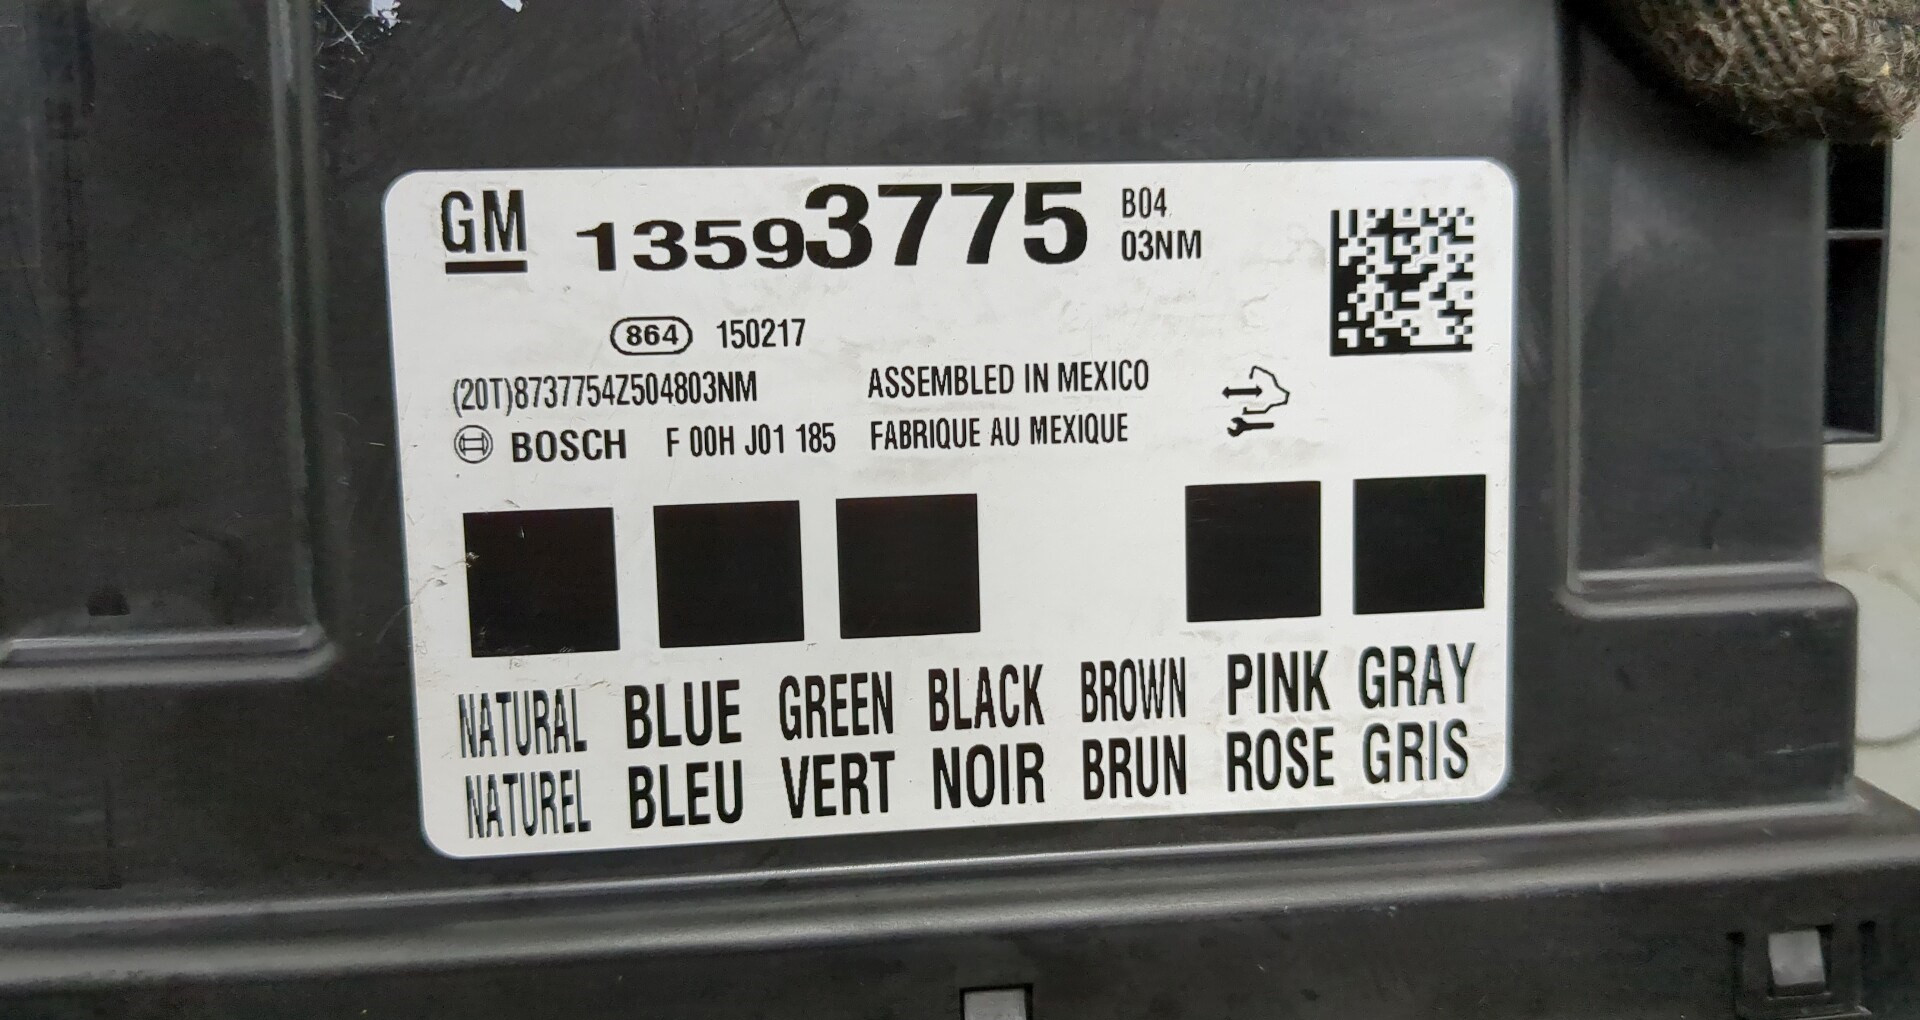 GM 13593775 B04
03NM
864 150217
(20T)8737754Z504803NM ASSEMBLED IN MEXICO
BOSCH F 00H J01 185 FABRIQUE AU MEXIQUE
NATURAL BLUE GREEN BLACK BROWN PINK GRAY
NATUREL BLEU VERT NOIR BRUN ROSE GRIS